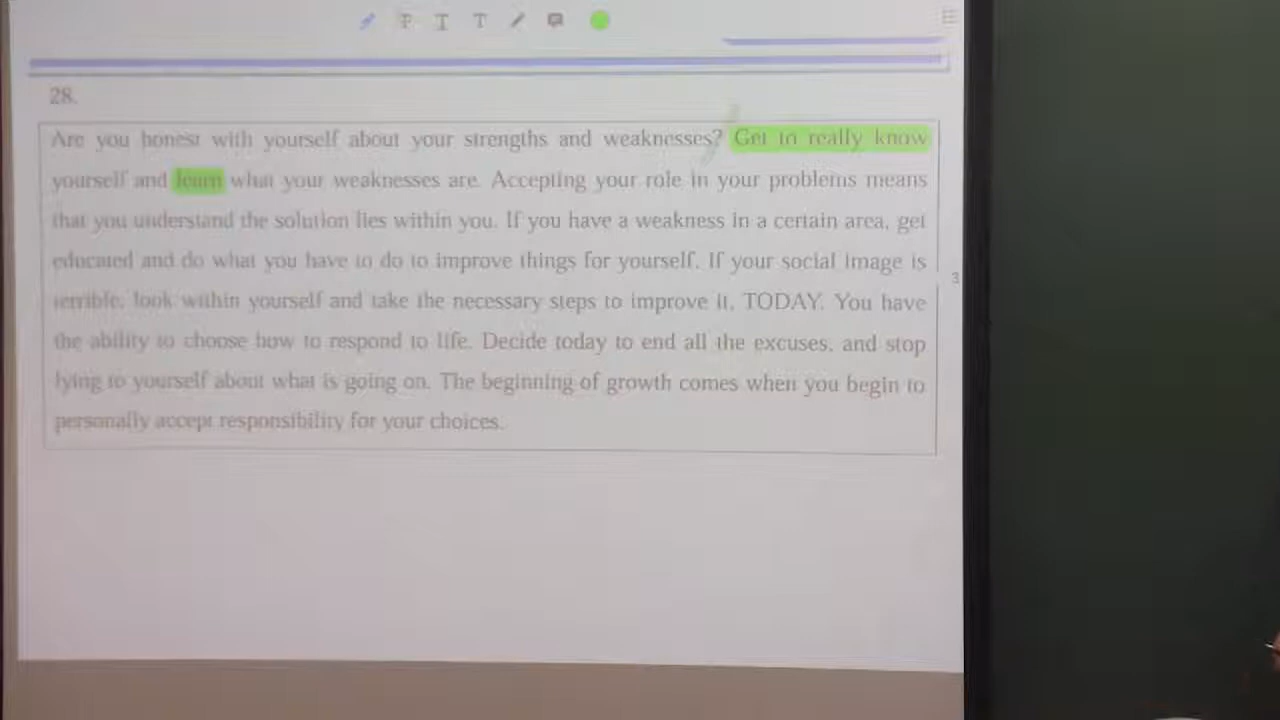 28.
Are you honest with yourself about your strengths and weaknesses? Get to really know
yourself and learn what your weaknesses are. Accepting your role in your problems means
that you understand the solution lies within you. If you have a weakness in a certain area, get
educated and do what you have to do to improve things for yourself. If your social image is
terrible, look within yourself and take the necessary steps to improve it, TODAY. You have
the ability to choose how to respond to life. Decide today to end all the excuses, and stop
lying to yourself about what is going on. The beginning of growth comes when you begin to
personally accept responsibility for your choices.
3